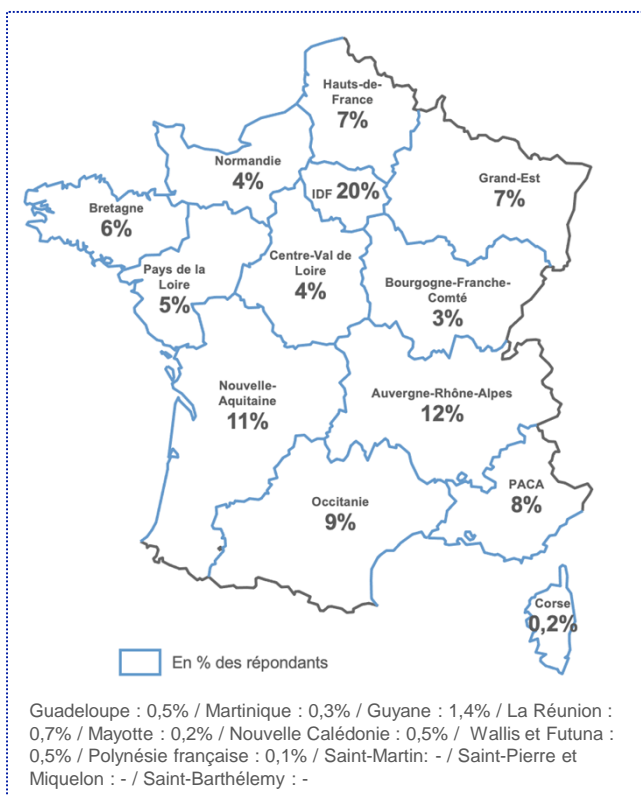 Hauts-de-
France
7%
Normandie
4%
IDF 20%
Grand-Est
7%
Bretagne
6%
Pays de la
Loire
5%
Centre-Val de
Loire
4%
Bourgogne-Franche-
Comté
3%
Nouvelle-
Aquitaine
11%
Auvergne-Rhône-Alpes
12%
Occitanie
9%
PACA
8%
Corse
0,2%
En % des répondants
Guadeloupe : 0,5% / Martinique : 0,3% / Guyane : 1,4% / La Réunion :
0,7% / Mayotte : 0,2% / Nouvelle Calédonie : 0,5% / Wallis et Futuna :
0,5% / Polynésie française : 0,1% / Saint-Martin: - / Saint-Pierre et
Miquelon : - / Saint-Barthélemy : -